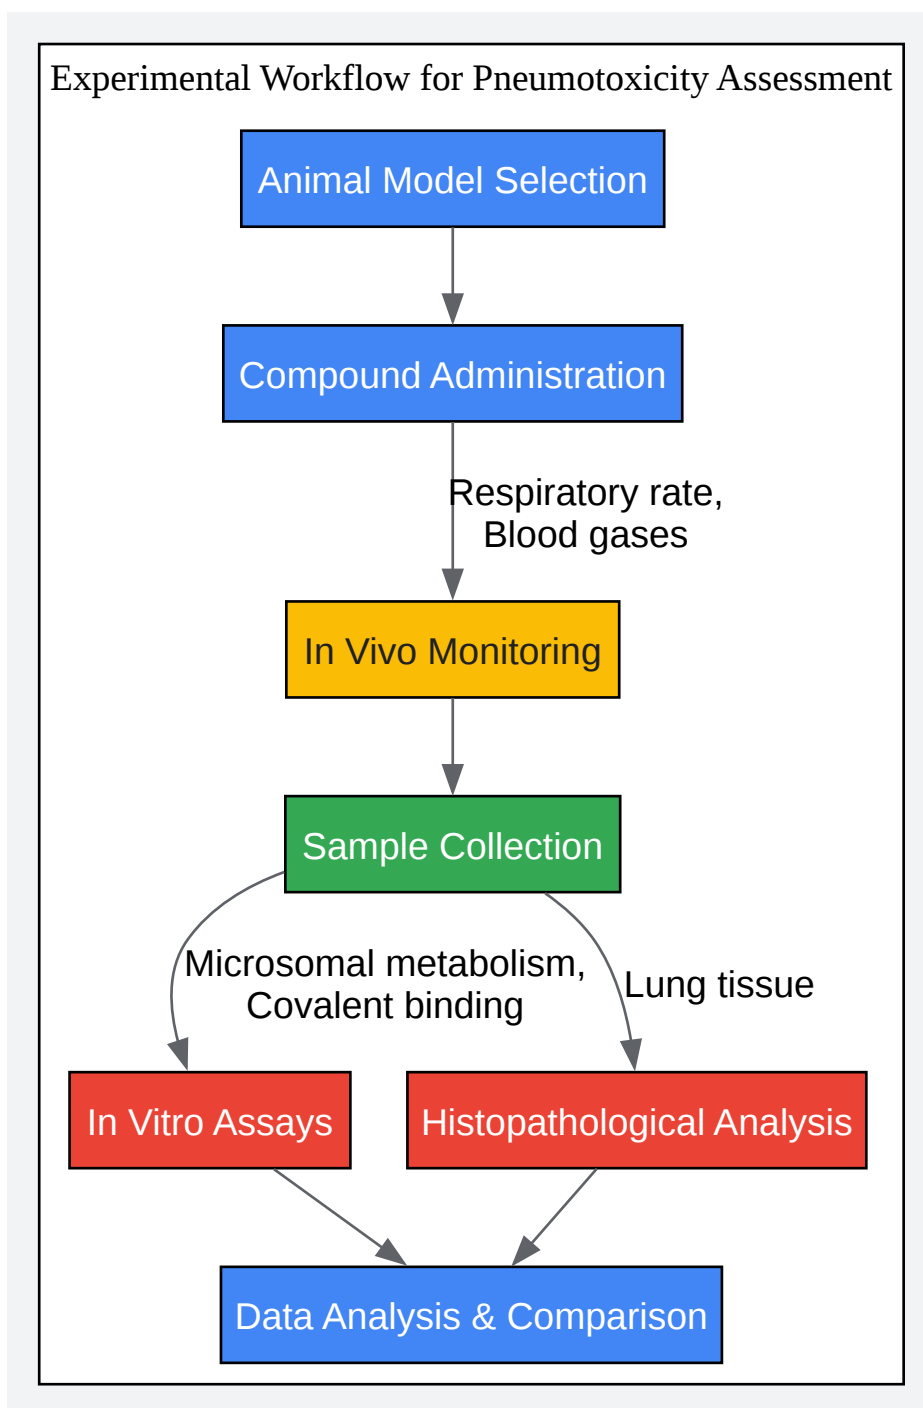 Experimental Workflow for Pneumotoxicity Assessment
Animal Model Selection
Compound Administration
Respiratory rate,
Blood gases
In Vivo Monitoring
Sample Collection
Microsomal metabolism,
Covalent binding
Lung tissue
In Vitro Assays
Histopathological Analysis
Data Analysis & Comparison